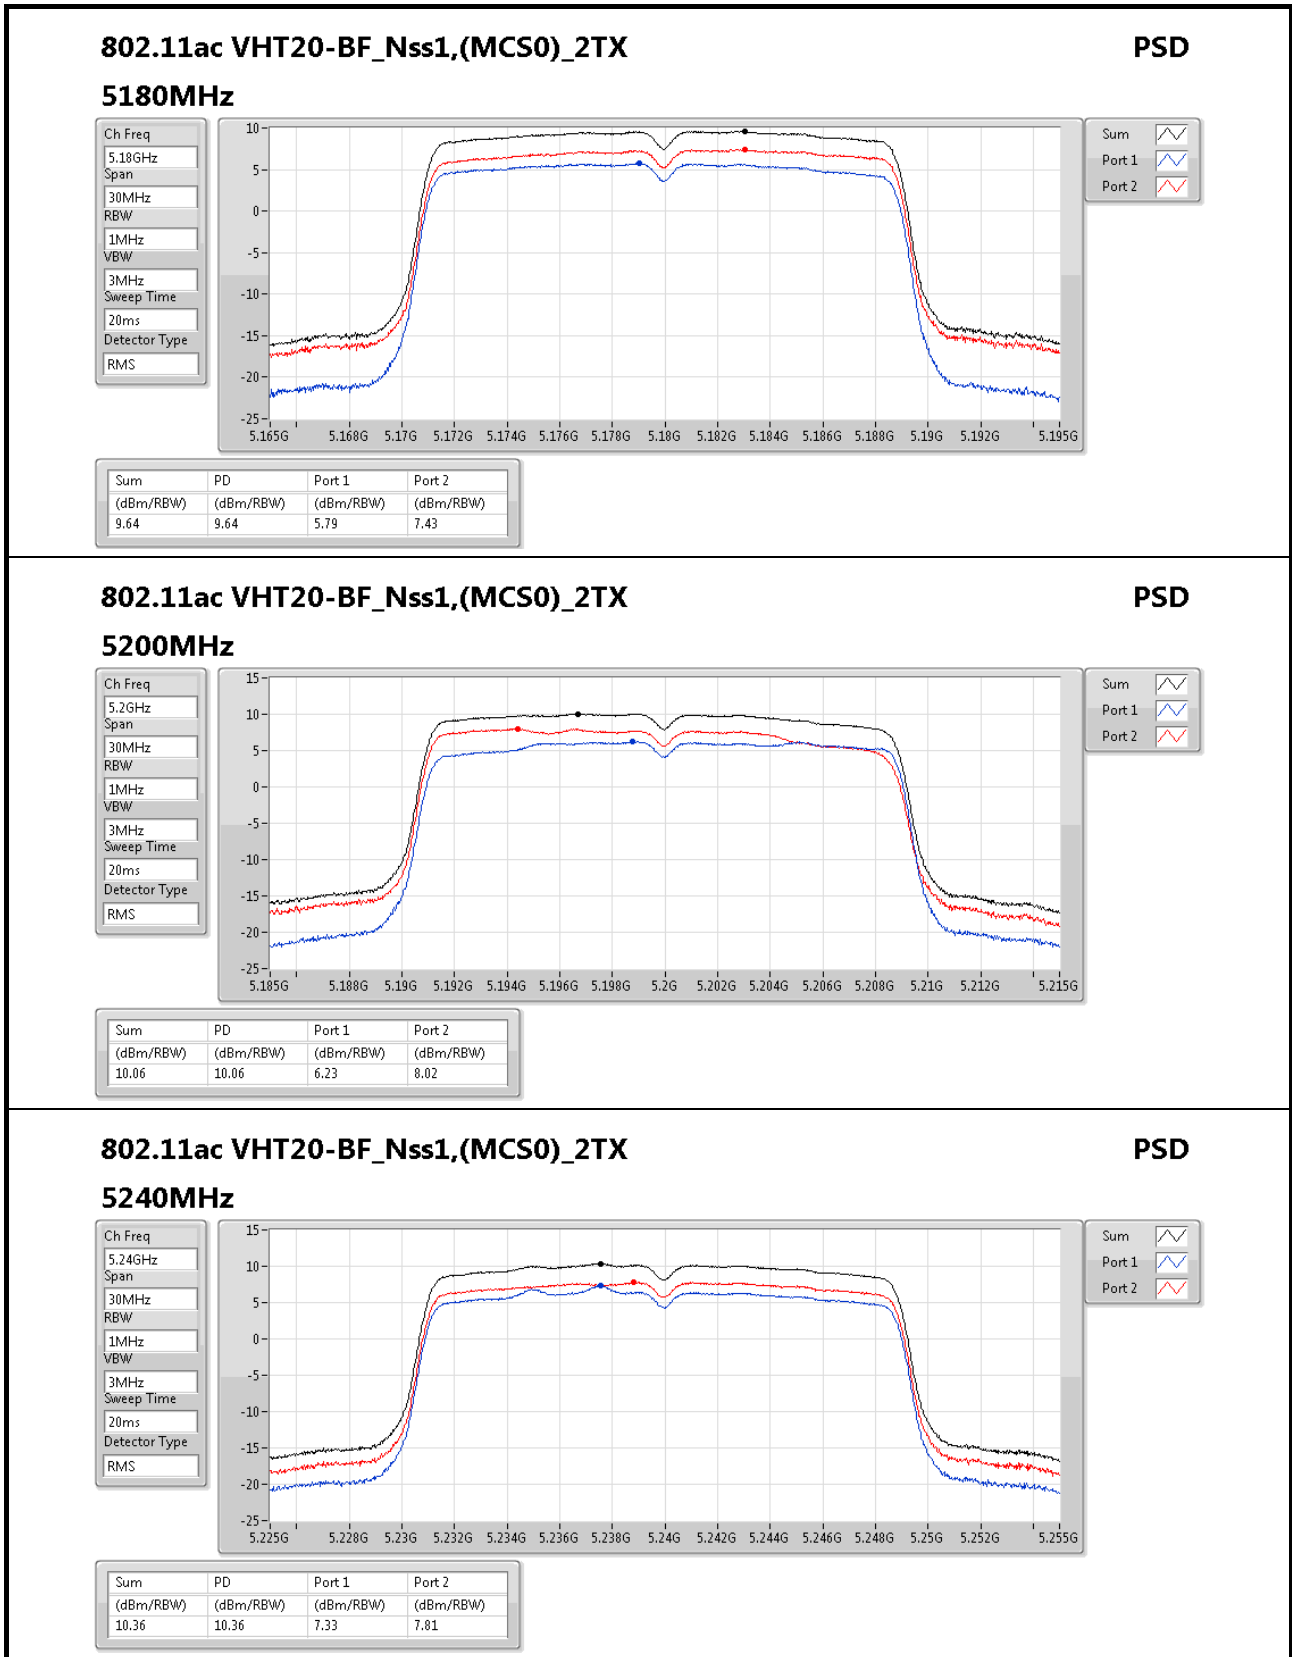 802.11ac VHT20-BF_Nss1,(MCS0)_2TX PSD
5180MHz
Ch Freq
5.18GHz
Span
30MHz
RBW
1MHz
VBW
3MHz
Sweep Time
20ms
Detector Type
RMS
10
5
0
-5
-10
-15
-20
-25
5.165G 5.168G 5.17G 5.172G 5.174G 5.176G 5.178G 5.18G 5.182G 5.184G 5.186G 5.188G 5.19G 5.192G 5.195G
Sum
Port 1
Port 2
Sum PD Port 1 Port 2
(dBm/RBW) (dBm/RBW) (dBm/RBW) (dBm/RBW)
9.64 9.64 5.79 7.43
802.11ac VHT20-BF_Nss1,(MCS0)_2TX PSD
5200MHz
Ch Freq
5.2GHz
Span
30MHz
RBW
1MHz
VBW
3MHz
Sweep Time
20ms
Detector Type
RMS
15
10
5
0
-5
-10
-15
-20
-25
5.185G 5.188G 5.19G 5.192G 5.194G 5.196G 5.198G 5.2G 5.202G 5.204G 5.206G 5.208G 5.21G 5.212G 5.215G
Sum
Port 1
Port 2
Sum PD Port 1 Port 2
(dBm/RBW) (dBm/RBW) (dBm/RBW) (dBm/RBW)
10.06 10.06 6.23 8.02
802.11ac VHT20-BF_Nss1,(MCS0)_2TX PSD
5240MHz
Ch Freq
5.24GHz
Span
30MHz
RBW
1MHz
VBW
3MHz
Sweep Time
20ms
Detector Type
RMS
15
10
5
0
-5
-10
-15
-20
-25
5.225G 5.228G 5.23G 5.232G 5.234G 5.236G 5.238G 5.24G 5.242G 5.244G 5.246G 5.248G 5.25G 5.252G 5.255G
Sum
Port 1
Port 2
Sum PD Port 1 Port 2
(dBm/RBW) (dBm/RBW) (dBm/RBW) (dBm/RBW)
10.36 10.36 7.33 7.81